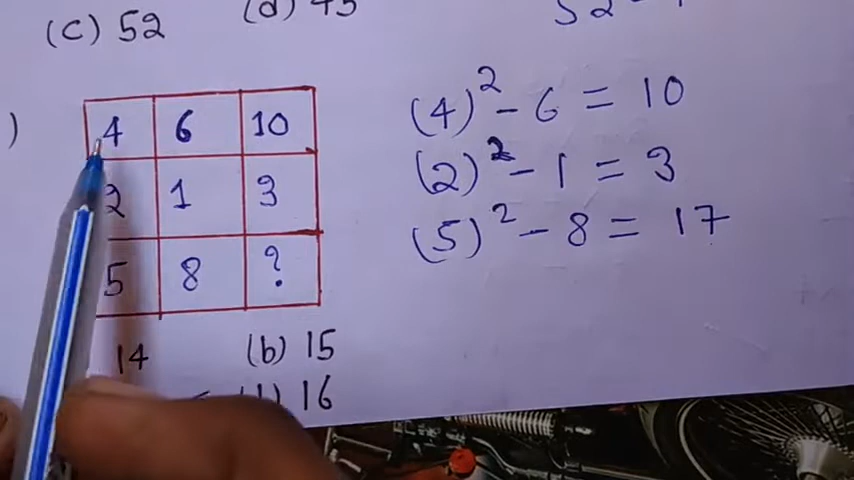 (c) 52 (d) 45
4 6 10 (4)² - 6 = 10
2 1 3 (2)² - 1 = 3
5 8 ? (5)² - 8 = 17
14 (b) 15
16